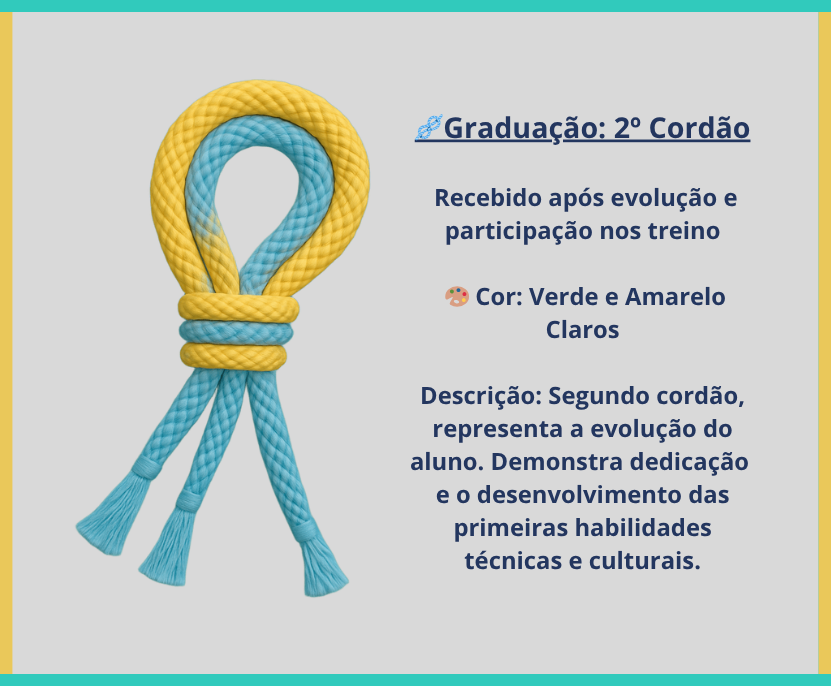 Graduação: 2º Cordão
Recebido após evolução e
participação nos treino
Cor: Verde e Amarelo
Claros
Descrição: Segundo cordão,
representa a evolução do
aluno. Demonstra dedicação
e o desenvolvimento das
primeiras habilidades
técnicas e culturais.